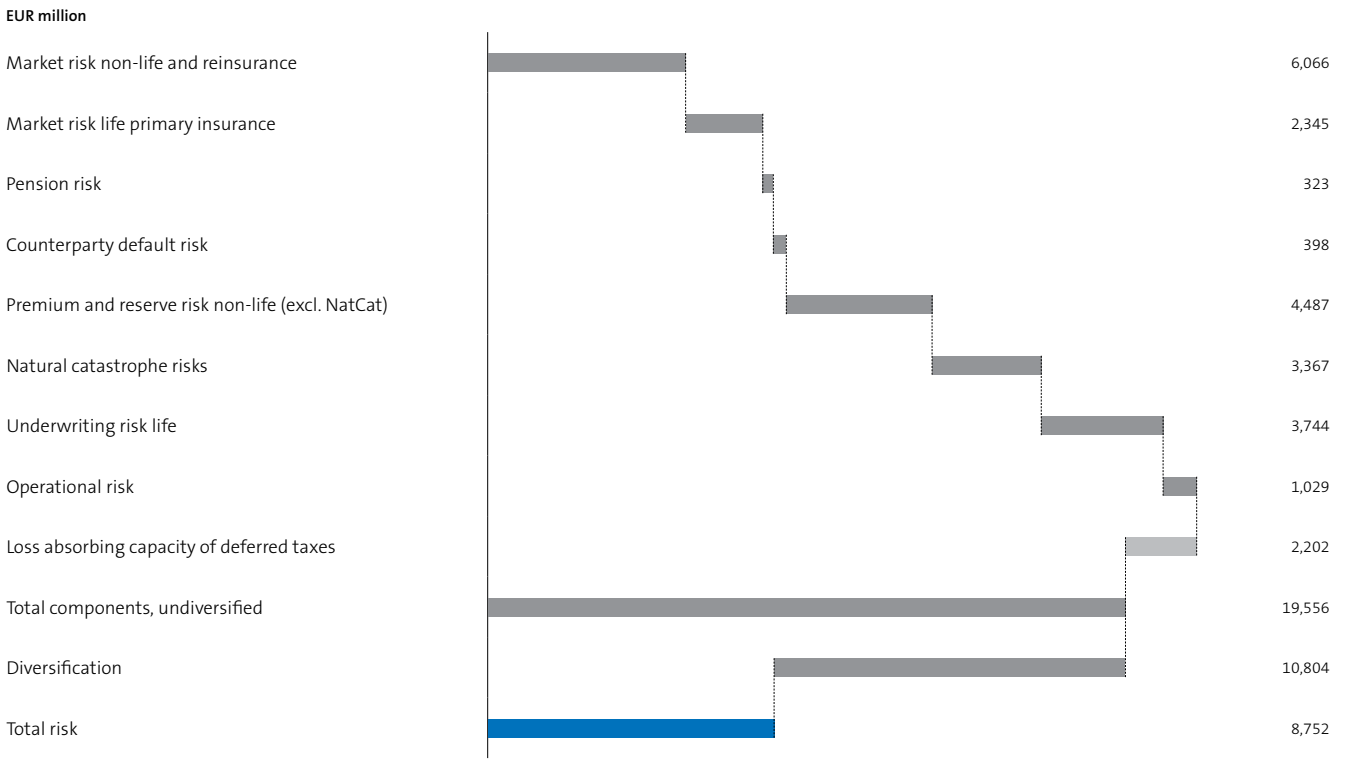 EUR million
Market risk non-life and reinsurance 6,066
Market risk life primary insurance 2,345
Pension risk 323
Counterparty default risk 398
Premium and reserve risk non-life (excl. NatCat) 4,487
Natural catastrophe risks 3,367
Underwriting risk life 3,744
Operational risk 1,029
Loss absorbing capacity of deferred taxes 2,202
Total components, undiversified 19,556
Diversification 10,804
Total risk 8,752